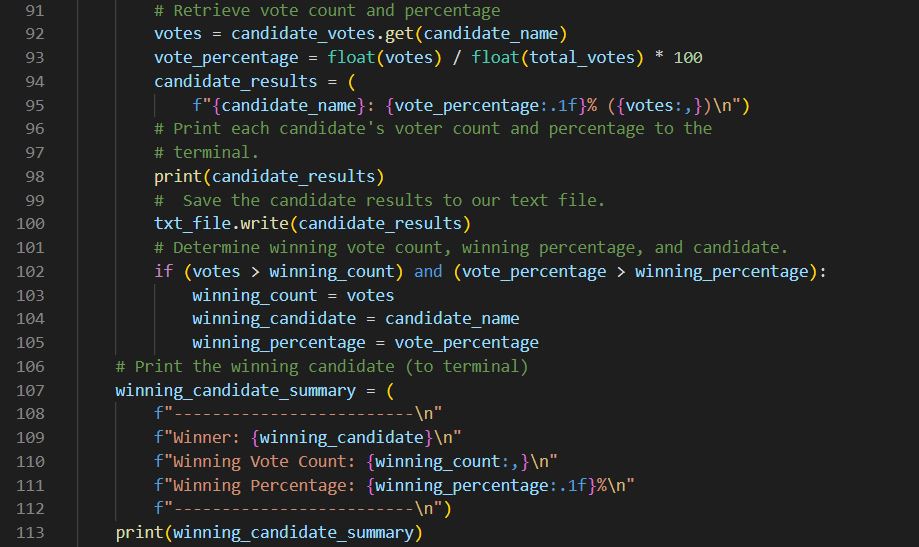 91 # Retrieve vote count and percentage
92 votes = candidate_votes.get(candidate_name)
93 vote_percentage = float(votes) / float(total_votes) * 100
94 candidate_results = (
95 f"{candidate_name}: {vote_percentage:.1f}% ({votes:,})\n")
96 # Print each candidate's voter count and percentage to the
97 # terminal.
98 print(candidate_results)
99 #  Save the candidate results to our text file.
100 txt_file.write(candidate_results)
101 # Determine winning vote count, winning percentage, and candidate.
102 if (votes > winning_count) and (vote_percentage > winning_percentage):
103 winning_count = votes
104 winning_candidate = candidate_name
105 winning_percentage = vote_percentage
106 # Print the winning candidate (to terminal)
107 winning_candidate_summary = (
108 f"-------------------------\n"
109 f"Winner: {winning_candidate}\n"
110 f"Winning Vote Count: {winning_count:,}\n"
111 f"Winning Percentage: {winning_percentage:.1f}%\n"
112 f"-------------------------\n")
113 print(winning_candidate_summary)